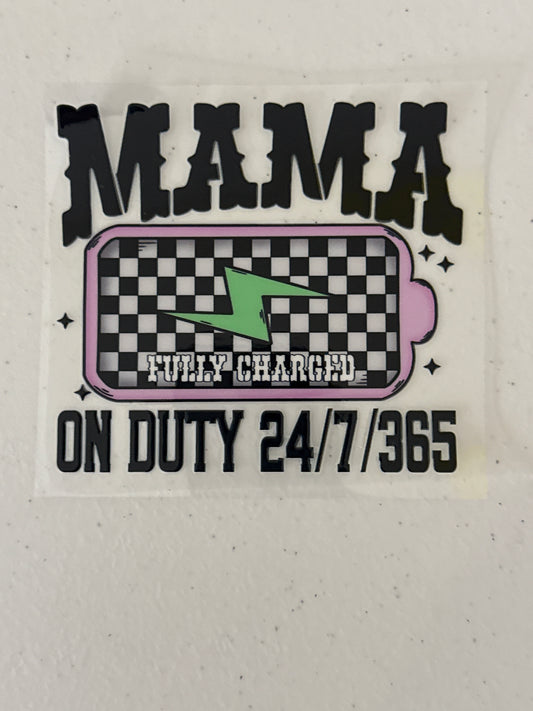 MAMA
FULLY CHARGED
ON DUTY 24/7/365